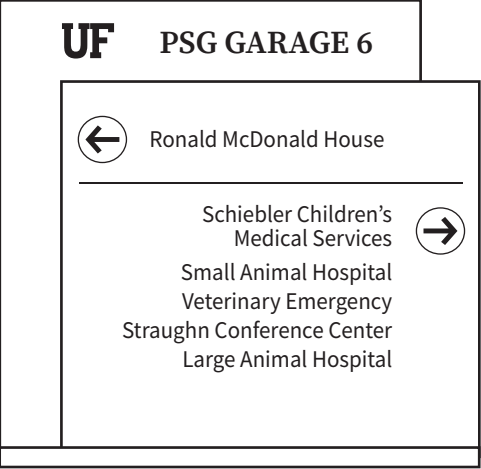 UF PSG GARAGE 6
Ronald McDonald House
Schiebler Children's
Medical Services
Small Animal Hospital
Veterinary Emergency
Straughn Conference Center
Large Animal Hospital